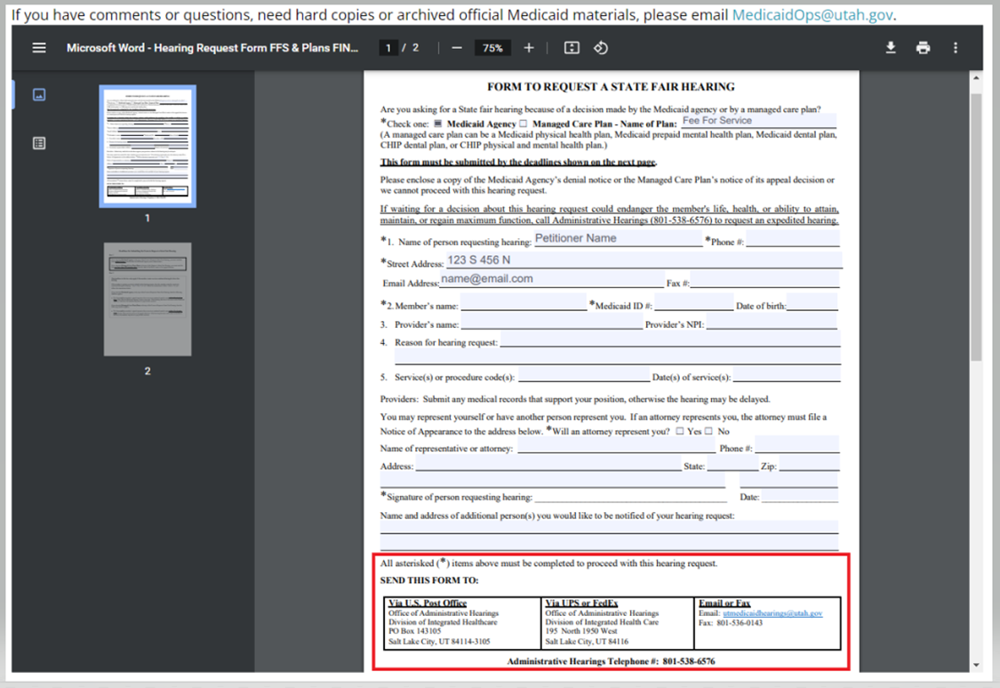 If you have comments or questions, need hard copies or archived official Medicaid materials, please email MedicaidOps@utah.gov.
Microsoft Word - Hearing Request Form FFS & Plans FIN...
1 / 2
75%
1
2
FORM TO REQUEST A STATE FAIR HEARING
Are you asking for a State fair hearing because of a decision made by the Medicaid agency or by a managed care plan?
*Check one: Medicaid Agency ☐ Managed Care Plan - Name of Plan: Fee For Service
(A managed care plan can be a Medicaid physical health plan, Medicaid prepaid mental health plan, Medicaid dental plan,
CHIP dental plan, or CHIP physical and mental health plan.)
This form must be submitted by the deadlines shown on the next page.
Please enclose a copy of the Medicaid Agency's denial notice or the Managed Care Plan's notice of its appeal decision or
we cannot proceed with this hearing request.
If waiting for a decision about this hearing request could endanger the member's life, health, or ability to attain,
maintain, or regain maximum function, call Administrative Hearings (801-538-6576) to request an expedited hearing.
*1. Name of person requesting hearing: Petitioner Name *Phone #:
*Street Address: 123 S 456 N
Email Address: name@email.com Fax #:
*2. Member's name: *Medicaid ID #: Date of birth:
3. Provider's name: Provider's NPI:
4. Reason for hearing request:
5. Service(s) or procedure code(s): Date(s) of service(s):
Providers: Submit any medical records that support your position, otherwise the hearing may be delayed.
You may represent yourself or have another person represent you. If an attorney represents you, the attorney must file a
Notice of Appearance to the address below. *Will an attorney represent you? ☐ Yes ☐ No
Name of representative or attorney: Phone #:
Address: State: Zip:
*Signature of person requesting hearing: Date:
Name and address of additional person(s) you would like to be notified of your hearing request:
All asterisked (*) items above must be completed to proceed with this hearing request.
SEND THIS FORM TO:
Via U.S. Post Office
Office of Administrative Hearings
Division of Integrated Healthcare
PO Box 143105
Salt Lake City, UT 84114-3105
Via UPS or FedEx
Office of Administrative Hearings
Division of Integrated Health Care
195 North 1950 West
Salt Lake City, UT 84116
Email or Fax
Email: utmedicaidhearings@utah.gov
Fax: 801-536-0143
Administrative Hearings Telephone #: 801-538-6576